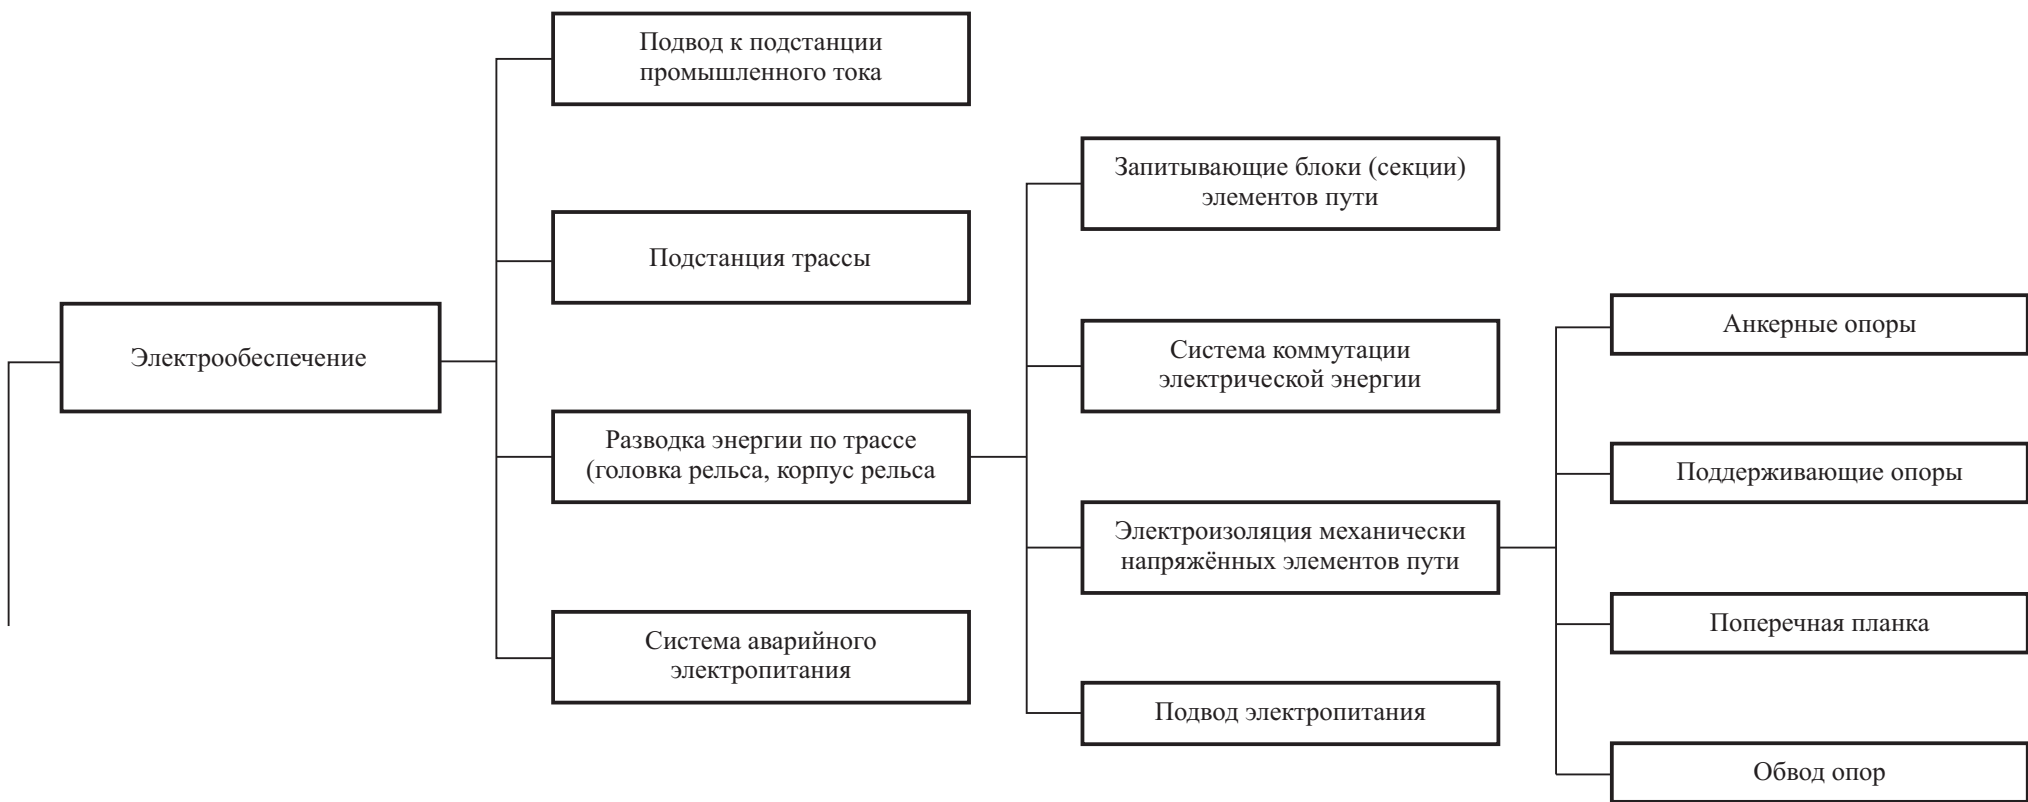 Электрообеспечение
Подвод к подстанции
промышленного тока
Подстанция трассы
Разводка энергии по трассе
(головка рельса, корпус рельса
Система аварийного
электропитания
Запитывающие блоки (секции)
элементов пути
Система коммутации
электрической энергии
Электроизоляция механически
напряжённых элементов пути
Подвод электропитания
Анкерные опоры
Поддерживающие опоры
Поперечная планка
Обвод опор